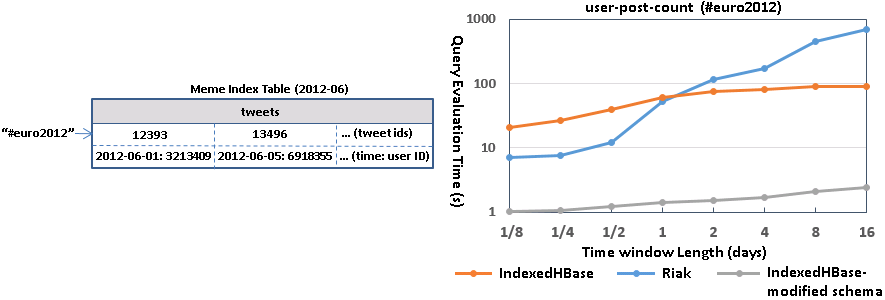 Meme Index Table (2012-06)
tweets
"#euro2012"
12393 13496 ... (tweet ids)
2012-06-01: 3213409 2012-06-05: 6918355 ... (time: user ID)
user-post-count (#euro2012)
Query Evaluation Time (s)
1000
100
10
1
1/8 1/4 1/2 1 2 4 8 16
Time window Length (days)
IndexedHBase Riak IndexedHBase-
modified schema